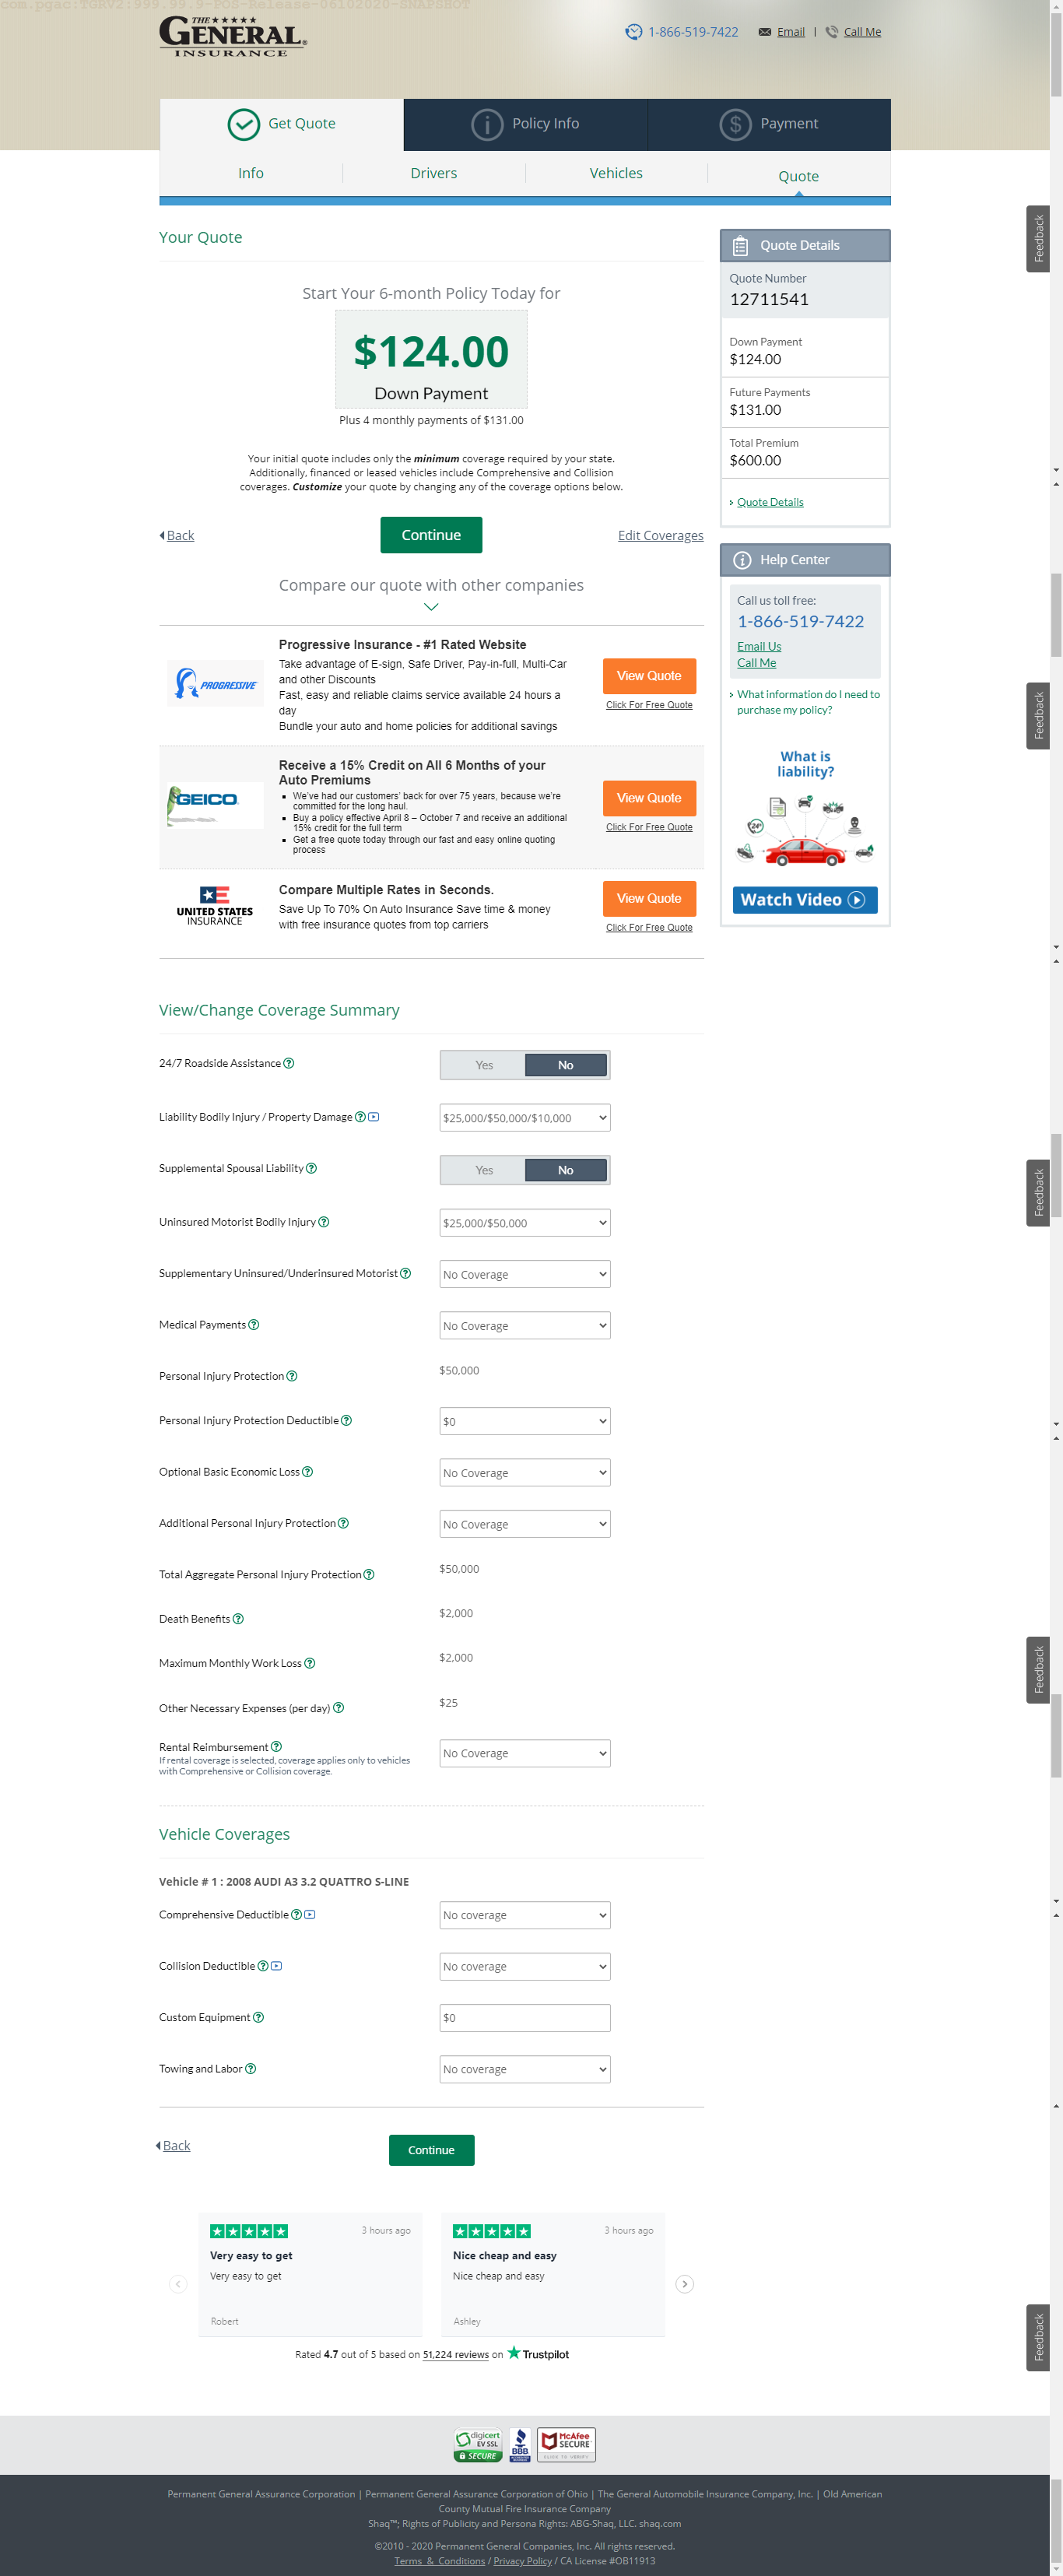 com.pgac:TGRV2:999.99.9-POS-Release-06102020-SNAPSHOT
THE
GENERAL®
INSURANCE
1-866-519-7422
Email | Call Me
Get Quote
Policy Info
Payment
Info
Drivers
Vehicles
Quote
Your Quote
Start Your 6-month Policy Today for
$124.00
Down Payment
Plus 4 monthly payments of $131.00
Your initial quote includes only the minimum coverage required by your state.
Additionally, financed or leased vehicles include Comprehensive and Collision
coverages. Customize your quote by changing any of the coverage options below.
Back
Continue
Edit Coverages
Quote Details
Quote Number
12711541
Down Payment
$124.00
Future Payments
$131.00
Total Premium
$600.00
Quote Details
Help Center
Call us toll free:
1-866-519-7422
Email Us
Call Me
What information do I need to
purchase my policy?
What is
liability?
Watch Video
Compare our quote with other companies
PROGRESSIVE
Progressive Insurance - #1 Rated Website
Take advantage of E-sign, Safe Driver, Pay-in-full, Multi-Car
and other Discounts
Fast, easy and reliable claims service available 24 hours a
day
Bundle your auto and home policies for additional savings
View Quote
Click For Free Quote
GEICO
Receive a 15% Credit on All 6 Months of your
Auto Premiums
We've had our customers' back for over 75 years, because we're
committed for the long haul.
Buy a policy effective April 8 – October 7 and receive an additional
15% credit for the full term
Get a free quote today through our fast and easy online quoting
process
View Quote
Click For Free Quote
UNITED STATES
INSURANCE
Compare Multiple Rates in Seconds.
Save Up To 70% On Auto Insurance Save time & money
with free insurance quotes from top carriers
View Quote
Click For Free Quote
View/Change Coverage Summary
24/7 Roadside Assistance
Yes No
Liability Bodily Injury / Property Damage
$25,000/$50,000/$10,000
Supplemental Spousal Liability
Yes No
Uninsured Motorist Bodily Injury
$25,000/$50,000
Supplementary Uninsured/Underinsured Motorist
No Coverage
Medical Payments
No Coverage
Personal Injury Protection
$50,000
Personal Injury Protection Deductible
$0
Optional Basic Economic Loss
No Coverage
Additional Personal Injury Protection
No Coverage
Total Aggregate Personal Injury Protection
$50,000
Death Benefits
$2,000
Maximum Monthly Work Loss
$2,000
Other Necessary Expenses (per day)
$25
Rental Reimbursement
If rental coverage is selected, coverage applies only to vehicles
with Comprehensive or Collision coverage.
No Coverage
Vehicle Coverages
Vehicle # 1 : 2008 AUDI A3 3.2 QUATTRO S-LINE
Comprehensive Deductible
No coverage
Collision Deductible
No coverage
Custom Equipment
$0
Towing and Labor
No coverage
Back
Continue
3 hours ago
Very easy to get
Very easy to get
Robert
3 hours ago
Nice cheap and easy
Nice cheap and easy
Ashley
Rated 4.7 out of 5 based on 51,224 reviews on Trustpilot
Feedback
Feedback
Feedback
Feedback
Feedback
digicert
EV SSL
SECURE
BBB
McAfee
SECURE
CLICK TO VERIFY
Permanent General Assurance Corporation | Permanent General Assurance Corporation of Ohio | The General Automobile Insurance Company, Inc. | Old American
County Mutual Fire Insurance Company
Shaq™; Rights of Publicity and Persona Rights: ABG-Shaq, LLC. shaq.com
©2010 - 2020 Permanent General Companies, Inc. All rights reserved.
Terms & Conditions / Privacy Policy / CA License #OB11913